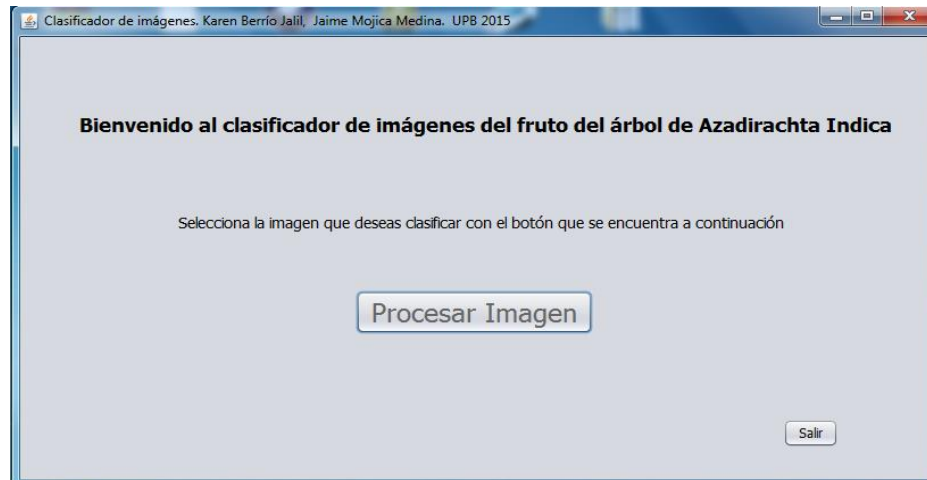 Clasificador de imágenes. Karen Berrío Jalil, Jaime Mojica Medina. UPB 2015
Bienvenido al clasificador de imágenes del fruto del árbol de Azadirachta Indica
Selecciona la imagen que deseas clasificar con el botón que se encuentra a continuación
Procesar Imagen
Salir